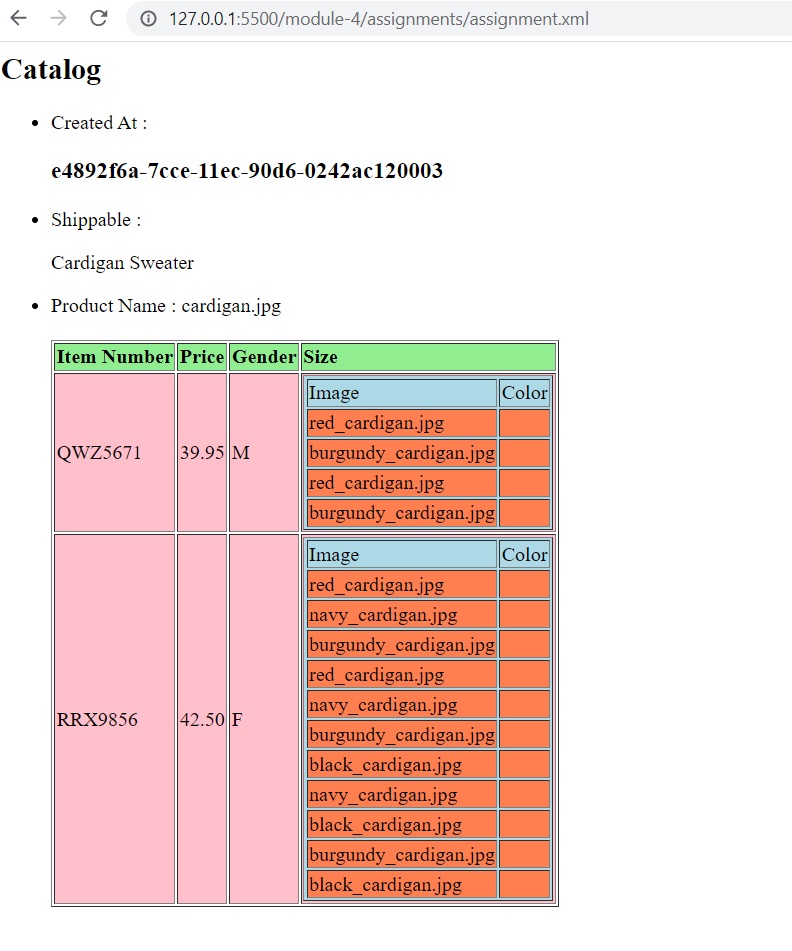 127.0.0.1:5500/module-4/assignments/assignment.xml
Catalog
Created At :
e4892f6a-7cce-11ec-90d6-0242ac120003
Shippable :
Cardigan Sweater
Product Name : cardigan.jpg
Item Number Price Gender Size
Image Color
red_cardigan.jpg
QWZ5671 39.95 M burgundy_cardigan.jpg
red_cardigan.jpg
burgundy_cardigan.jpg
Image Color
red_cardigan.jpg
navy_cardigan.jpg
burgundy_cardigan.jpg
red_cardigan.jpg
navy_cardigan.jpg
RRX9856 42.50 F burgundy_cardigan.jpg
black_cardigan.jpg
navy_cardigan.jpg
black_cardigan.jpg
burgundy_cardigan.jpg
black_cardigan.jpg